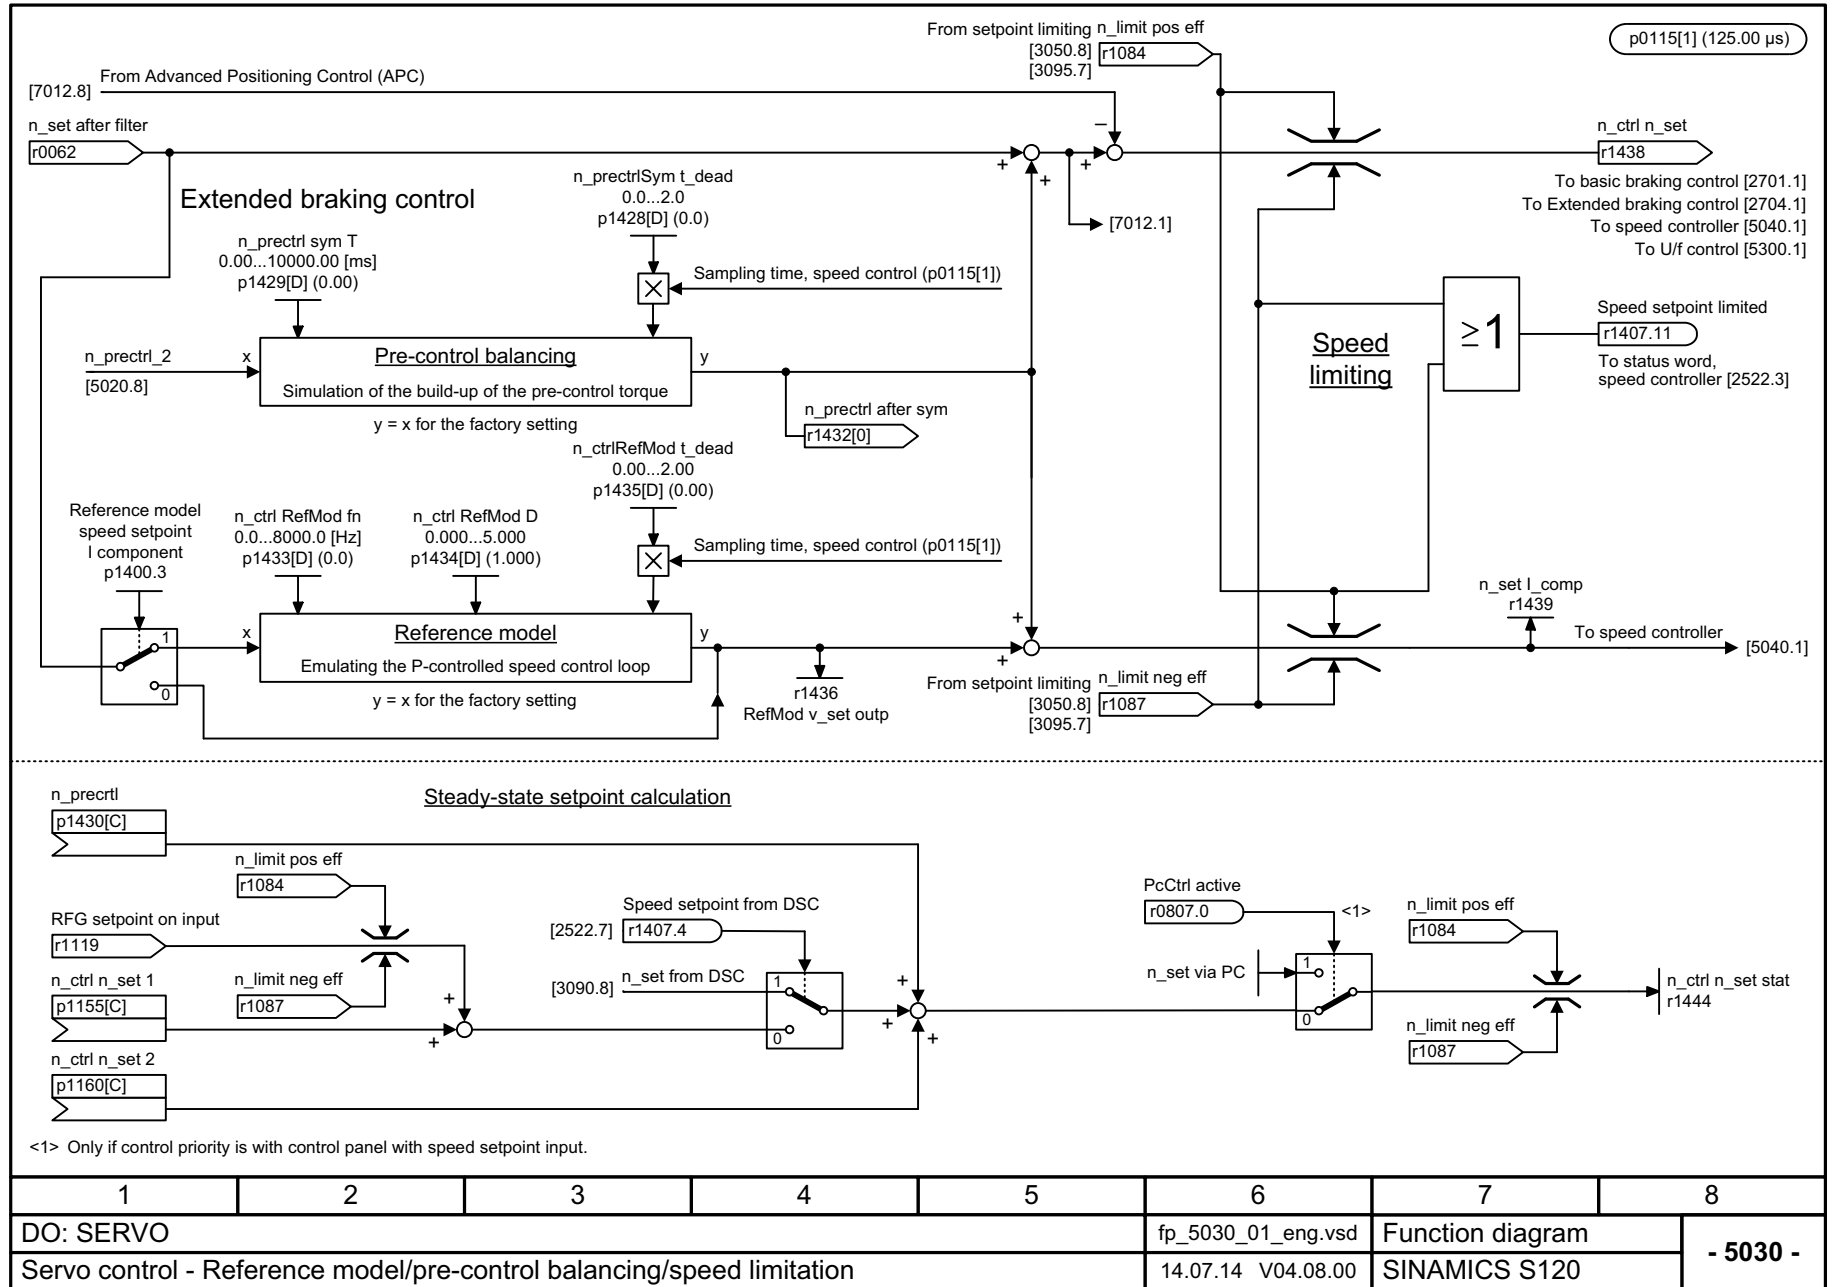 From setpoint limiting
[3050.8]
[3095.7]
n_limit pos eff
r1084
p0115[1] (125.00 µs)
From Advanced Positioning Control (APC)
[7012.8]
–
n_set after filter
r0062
+
+
+
n_ctrl n_set
r1438
To basic braking control [2701.1]
To Extended braking control [2704.1]
To speed controller [5040.1]
To U/f control [5300.1]
[7012.1]
Extended braking control
n_prectrlSym t_dead
0.0...2.0
p1428[D] (0.0)
n_prectrl sym T
0.00...10000.00 [ms]
p1429[D] (0.00)
Sampling time, speed control (p0115[1])
n_prectrl_2
[5020.8]
x
Pre-control balancing
Simulation of the build-up of the pre-control torque
y
y = x for the factory setting
n_prectrl after sym
r1432[0]
Speed
limiting
≥1
Speed setpoint limited
r1407.11
To status word,
speed controller [2522.3]
n_ctrlRefMod t_dead
0.00...2.00
p1435[D] (0.00)
Reference model
speed setpoint
I component
p1400.3
n_ctrl RefMod fn
0.0...8000.0 [Hz]
p1433[D] (0.0)
n_ctrl RefMod D
0.000...5.000
p1434[D] (1.000)
Sampling time, speed control (p0115[1])
1
0
x
Reference model
Emulating the P-controlled speed control loop
y
y = x for the factory setting
r1436
RefMod v_set outp
+
+
From setpoint limiting
[3050.8]
[3095.7]
n_limit neg eff
r1087
n_set I_comp
r1439
To speed controller
[5040.1]
Steady-state setpoint calculation
n_precrtl
p1430[C]
n_limit pos eff
r1084
RFG setpoint on input
r1119
n_ctrl n_set 1
p1155[C]
n_limit neg eff
r1087
+
+
n_ctrl n_set 2
p1160[C]
Speed setpoint from DSC
[2522.7]
r1407.4
n_set from DSC
[3090.8]
1
0
+
+
+
PcCtrl active
r0807.0
<1>
n_set via PC
1
0
n_limit pos eff
r1084
n_limit neg eff
r1087
n_ctrl n_set stat
r1444
<1> Only if control priority is with control panel with speed setpoint input.
1 2 3 4 5 6 7 8
DO: SERVO
fp_5030_01_eng.vsd
Function diagram
- 5030 -
Servo control - Reference model/pre-control balancing/speed limitation
14.07.14 V04.08.00
SINAMICS S120